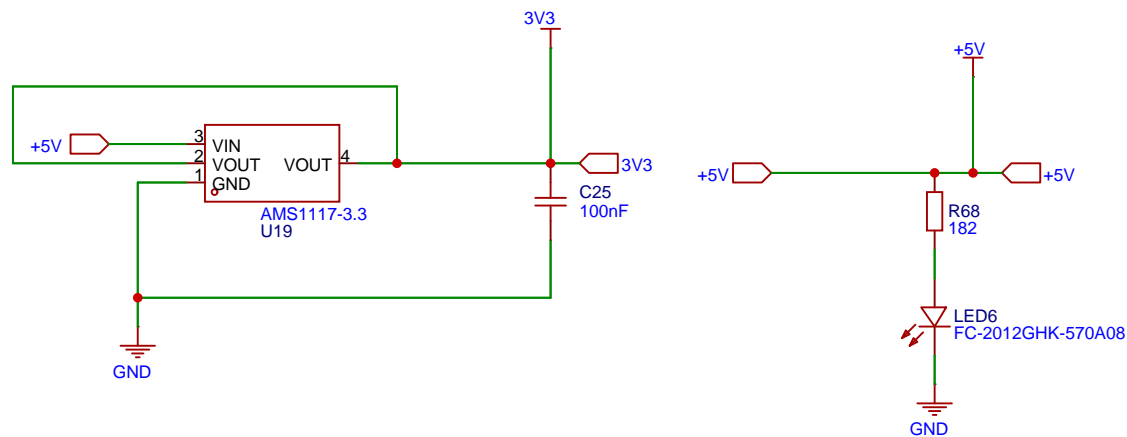 3V3
+5V
3
VIN
2
VOUT
VOUT
4
1
GND
3V3
AMS1117-3.3
U19
C25
100nF
GND
+5V
+5V
+5V
R68
182
LED6
FC-2012GHK-570A08
GND